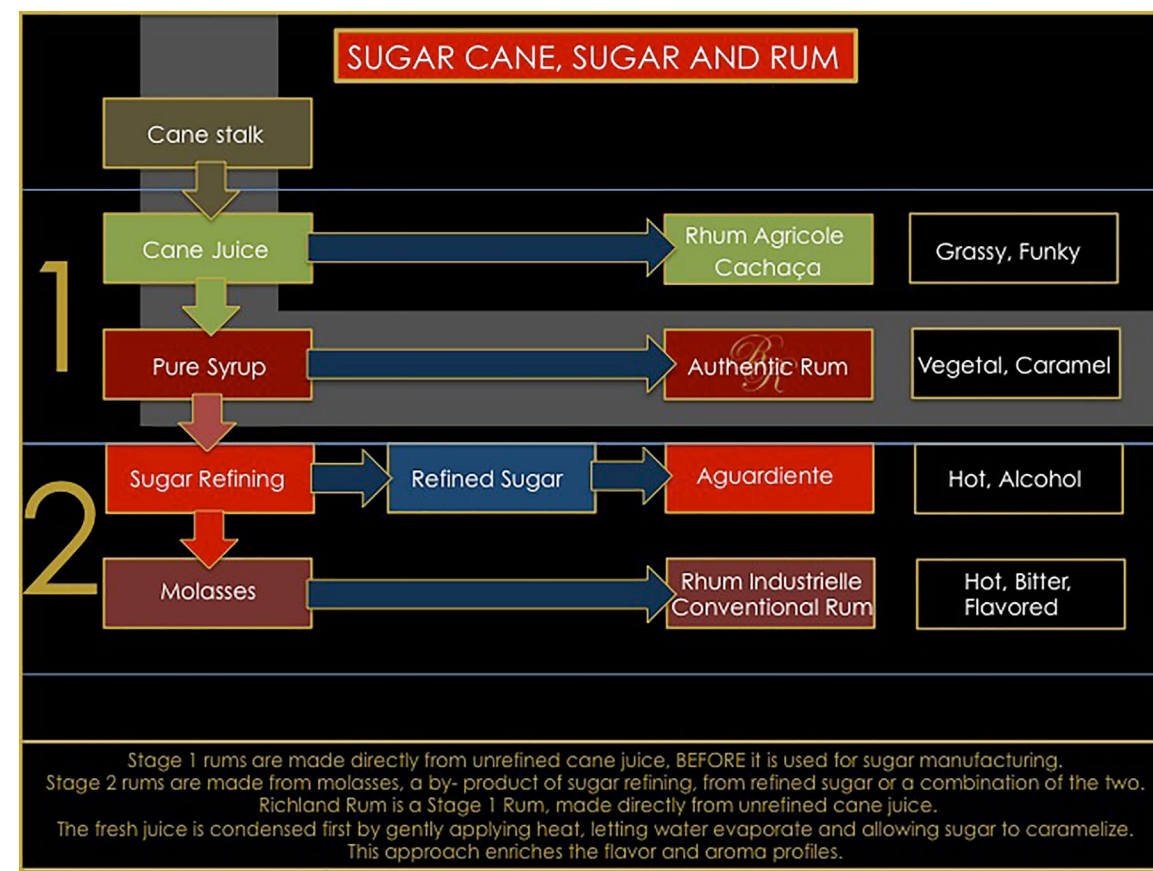 SUGAR CANE, SUGAR AND RUM
Cane stalk
1
Cane Juice
Rhum Agricole
Cachaça
Grassy, Funky
Pure Syrup
BR
Authentic Rum
Vegetal, Caramel
2
Sugar Refining
Refined Sugar
Aguardiente
Hot, Alcohol
Molasses
Rhum Industrielle
Conventional Rum
Hot, Bitter,
Flavored
Stage 1 rums are made directly from unrefined cane juice, BEFORE it is used for sugar manufacturing.
Stage 2 rums are made from molasses, a by- product of sugar refining, from refined sugar or a combination of the two.
Richland Rum is a Stage 1 Rum, made directly from unrefined cane juice.
The fresh juice is condensed first by gently applying heat, letting water evaporate and allowing sugar to caramelize.
This approach enriches the flavor and aroma profiles.